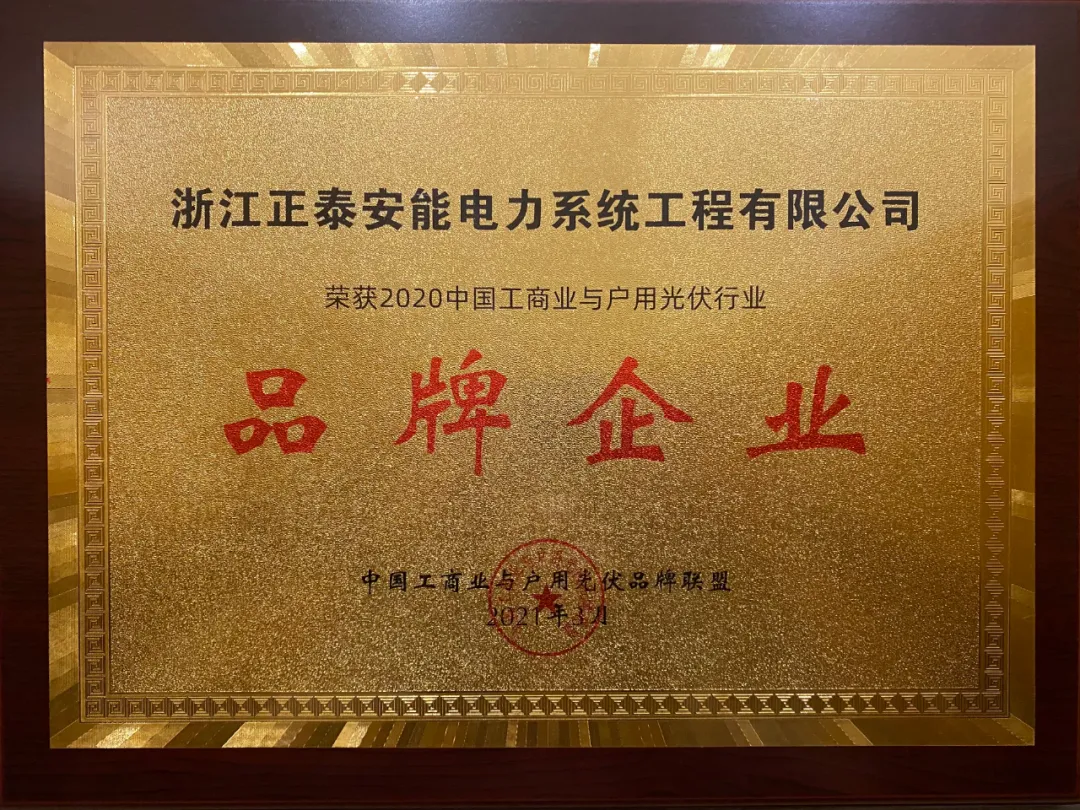 浙江正泰安能电力系统工程有限公司
荣获2020中国工商业与户用光伏行业
品牌企业
中国工商业与户用光伏品牌联盟
2021年3月